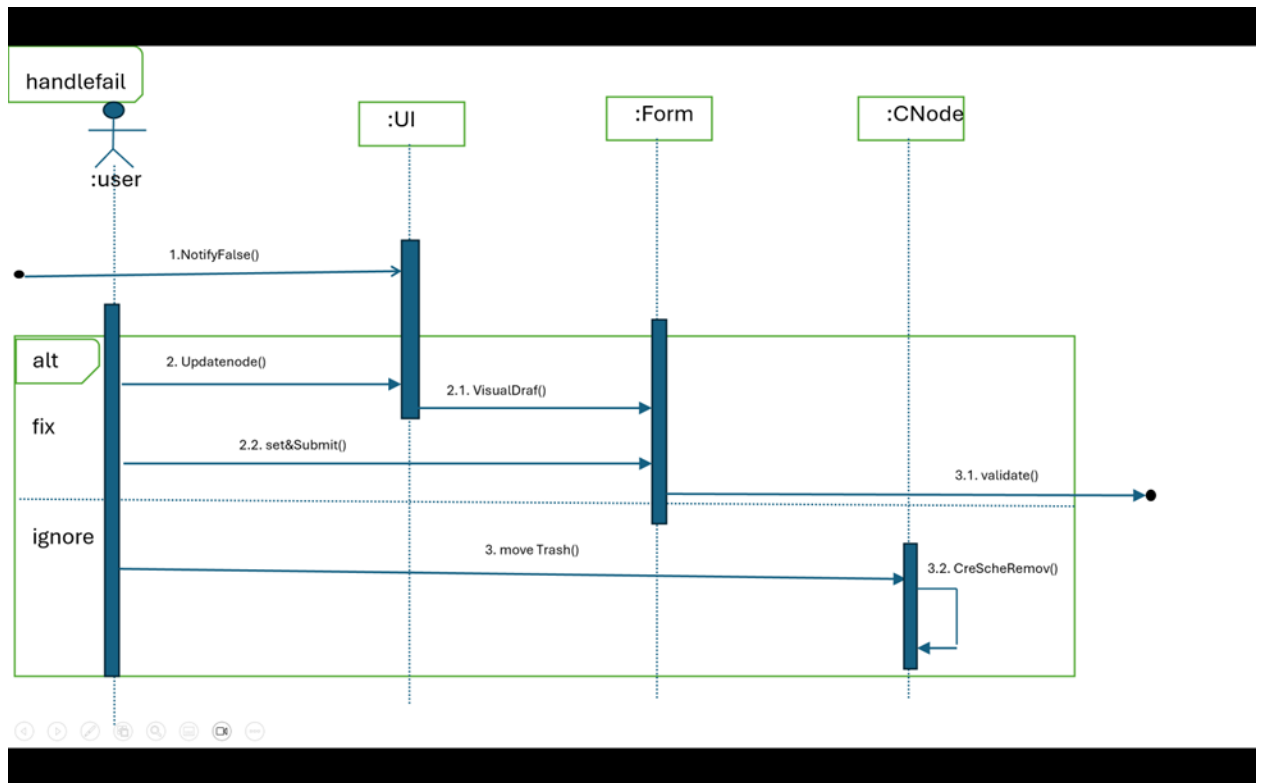 handlefail
:user
:UI
:Form
:CNode
1.NotifyFalse()
alt
2. Updatenode()
2.1. VisualDraf()
fix
2.2. set&Submit()
3.1. validate()
ignore
3. move Trash()
3.2. CreScheRemov()